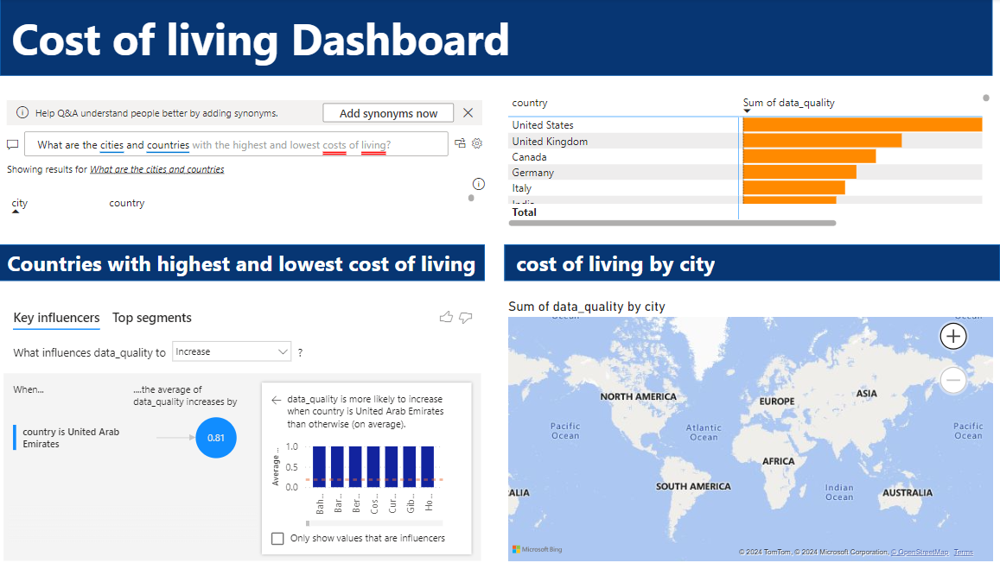 Cost of living Dashboard
Help Q&A understand people better by adding synonyms.
Add synonyms now
What are the cities and countries with the highest and lowest costs of living?
Showing results for What are the cities and countries
city country
country Sum of data_quality
United States
United Kingdom
Canada
Germany
Italy
India
Total
Countries with highest and lowest cost of living
Key influencers Top segments
What influences data_quality to Increase ?
When...
....the average of
data_quality increases by
country is United Arab
Emirates
0.81
data_quality is more likely to increase
when country is United Arab Emirates
than otherwise (on average).
Average ...
1.0
0.5
0.0
Bah...
Bar...
Ber...
Cos...
Cur...
Gib...
Ho...
Only show values that are influencers
cost of living by city
Sum of data_quality by city
Ocean
Ocean
NORTH AMERICA
EUROPE
ASIA
Pacific
Ocean
Atlantic
Ocean
Pacific
Ocean
AFRICA
SOUTH AMERICA
Indian
Ocean
ALIA
AUSTRALIA
Microsoft Bing
© 2024 TomTom, © 2024 Microsoft Corporation, © OpenStreetMap Terms